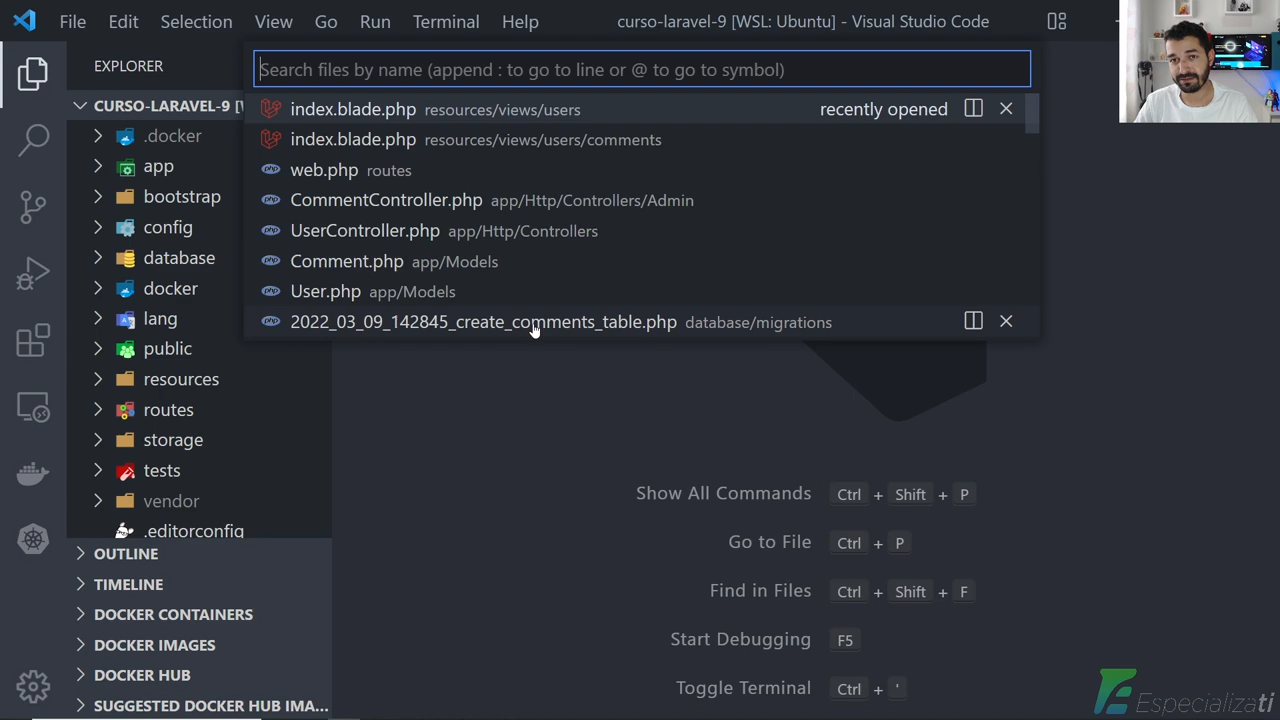 File Edit Selection View Go Run Terminal Help curso-laravel-9 [WSL: Ubuntu] - Visual Studio Code
EXPLORER
Search files by name (append : to go to line or @ to go to symbol)
CURSO-LARAVEL-9 [W
index.blade.php resources/views/users recently opened
.docker
index.blade.php resources/views/users/comments
app
web.php routes
bootstrap
CommentController.php app/Http/Controllers/Admin
config
UserController.php app/Http/Controllers
database
Comment.php app/Models
docker
User.php app/Models
lang
2022_03_09_142845_create_comments_table.php database/migrations
public
resources
routes
storage
tests
vendor
.editorconfig
Show All Commands Ctrl + Shift + P
Go to File Ctrl + P
Find in Files Ctrl + Shift + F
Start Debugging F5
Toggle Terminal Ctrl + '
OUTLINE
TIMELINE
DOCKER CONTAINERS
DOCKER IMAGES
DOCKER HUB
SUGGESTED DOCKER HUB IMA...
Especializati